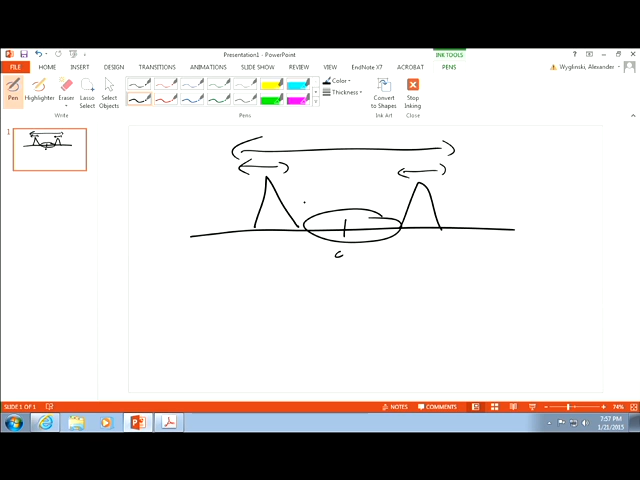 Presentation1 - PowerPoint
INK TOOLS
FILE HOME INSERT DESIGN TRANSITIONS ANIMATIONS SLIDE SHOW REVIEW VIEW EndNote X7 ACROBAT PENS
Wyglinski, Alexander
Pen Highlighter Eraser Lasso Select Select Objects
Color
Thickness
Convert to Shapes
Stop Inking
Write Pens Ink Art Close
1
SLIDE 1 OF 1
NOTES COMMENTS 74%
7:57 PM
1/21/2015